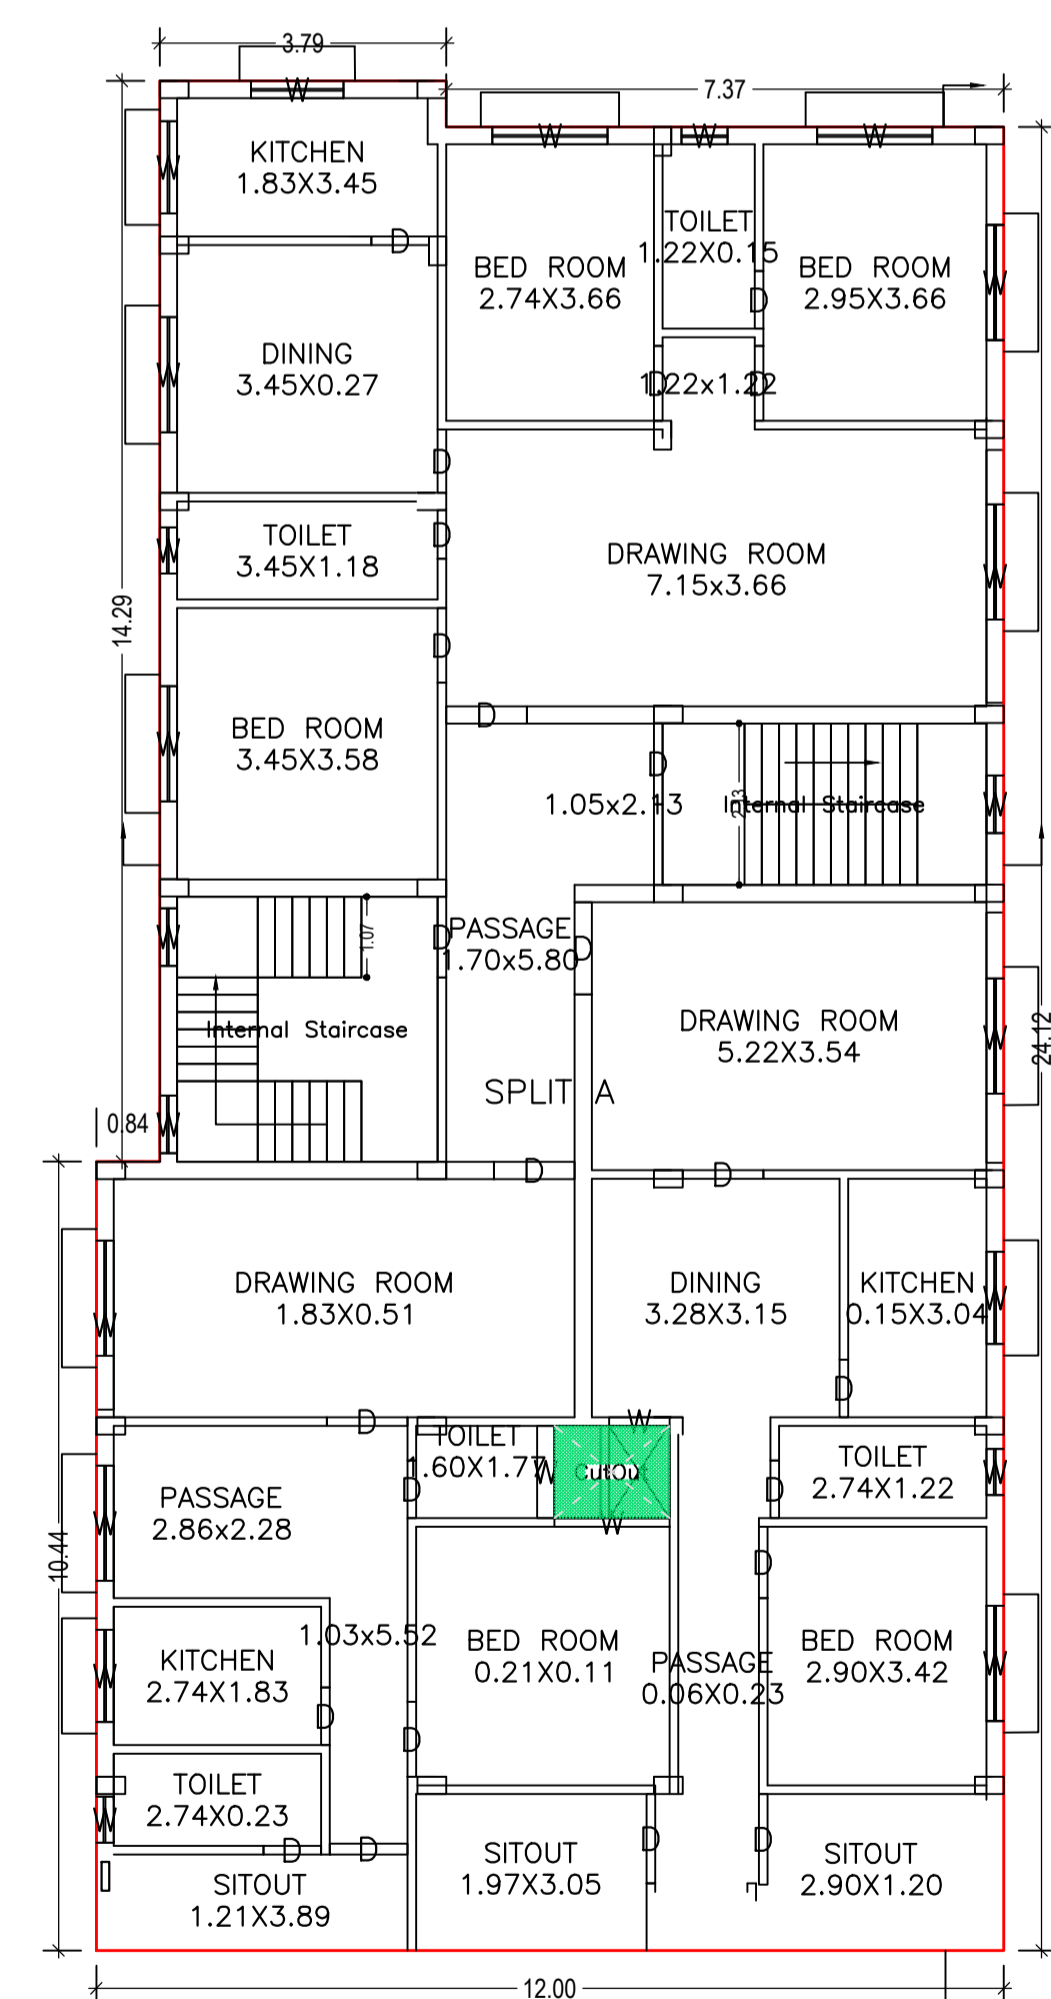 3.79
7.37
W
W
W
W
KITCHEN
1.83X3.45
W
D
TOILET
1.22X0.15
BED ROOM
2.74X3.66
BED ROOM
2.95X3.66
W
D
DINING
3.45X0.27
W
1.22x1.22
D
D
D
TOILET
3.45X1.18
W
D
DRAWING ROOM
7.15x3.66
W
14.29
D
BED ROOM
3.45X3.58
W
D
D
1.05x2.13
2.13
Internal Staircase
W
PASSAGE
1.70x5.80
W
1.07
D
D
Internal Staircase
DRAWING ROOM
5.22X3.54
W
24.12
SPLIT A
0.84
W
D
D
DRAWING ROOM
1.83X0.51
W
DINING
3.28X3.15
KITCHEN
0.15X3.04
W
D
D
W
TOILET
1.60X1.77
W
CutOut
W
D
D
TOILET
2.74X1.22
W
PASSAGE
2.86x2.28
W
10.44
D
1.03x5.52
BED ROOM
0.21X0.11
PASSAGE
0.06X0.23
BED ROOM
2.90X3.42
W
KITCHEN
2.74X1.83
W
D
D
TOILET
2.74X0.23
W
D
D
SITOUT
1.21X3.89
SITOUT
1.97X3.05
D
D
SITOUT
2.90X1.20
12.00